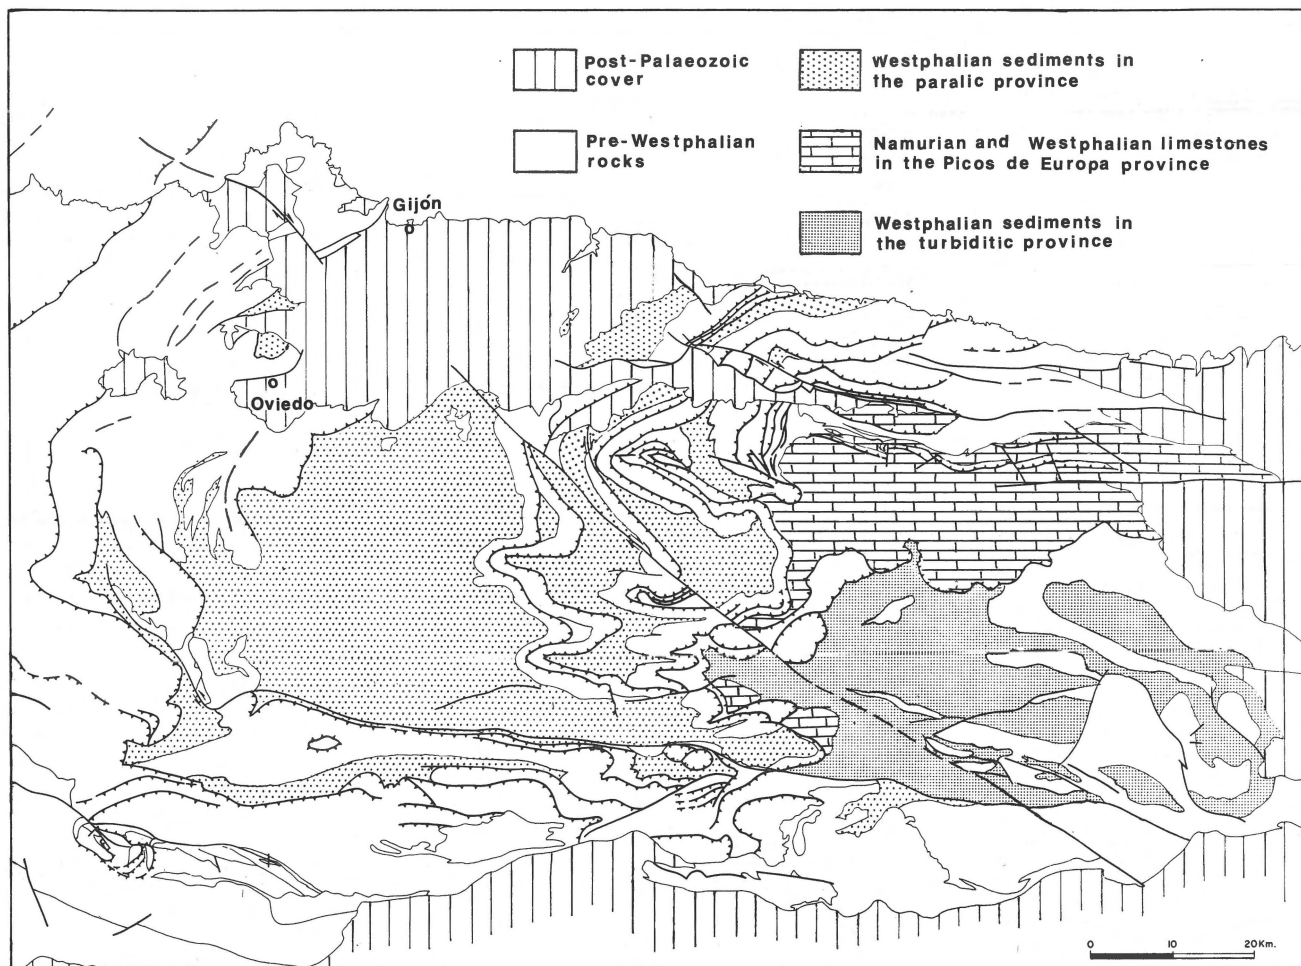 Post-Palaeozoic
cover
Pre-Westphalian
rocks
Westphalian sediments in
the paralic province
Namurian and Westphalian limestones
in the Picos de Europa province
Westphalian sediments in
the turbiditic province
Gijón
Oviedo
0 10 20Km.